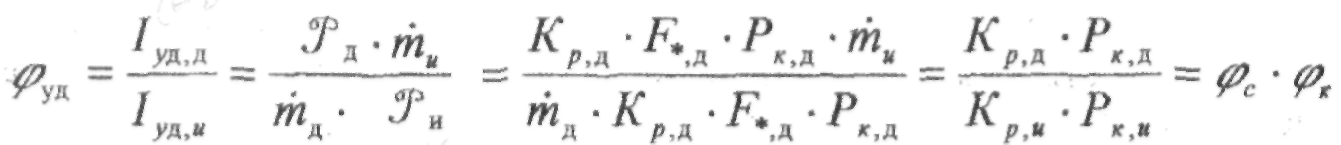 φ_уд = I_уд,д / I_уд,и = 𝒫_д · ṁ_и / ṁ_д · 𝒫_и = K_р,д · F_*,д · P_к,д · ṁ_и / ṁ_д · K_р,д · F_*,д · P_к,д = K_р,д · P_к,д / K_р,и · P_к,и = φ_с · φ_к